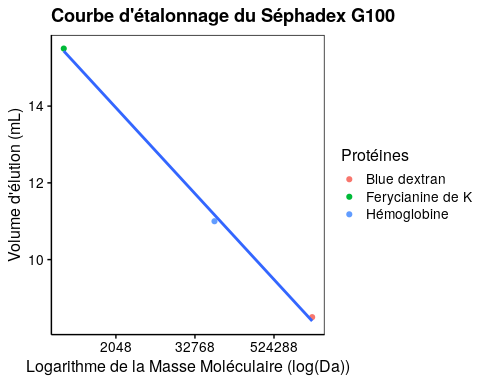 Courbe d'étalonnage du Séphadex G100
Volume d'élution (mL)
14
12
10
2048 32768 524288
Logarithme de la Masse Moléculaire (log(Da))
Protéines
Blue dextran
Ferycianine de K
Hémoglobine